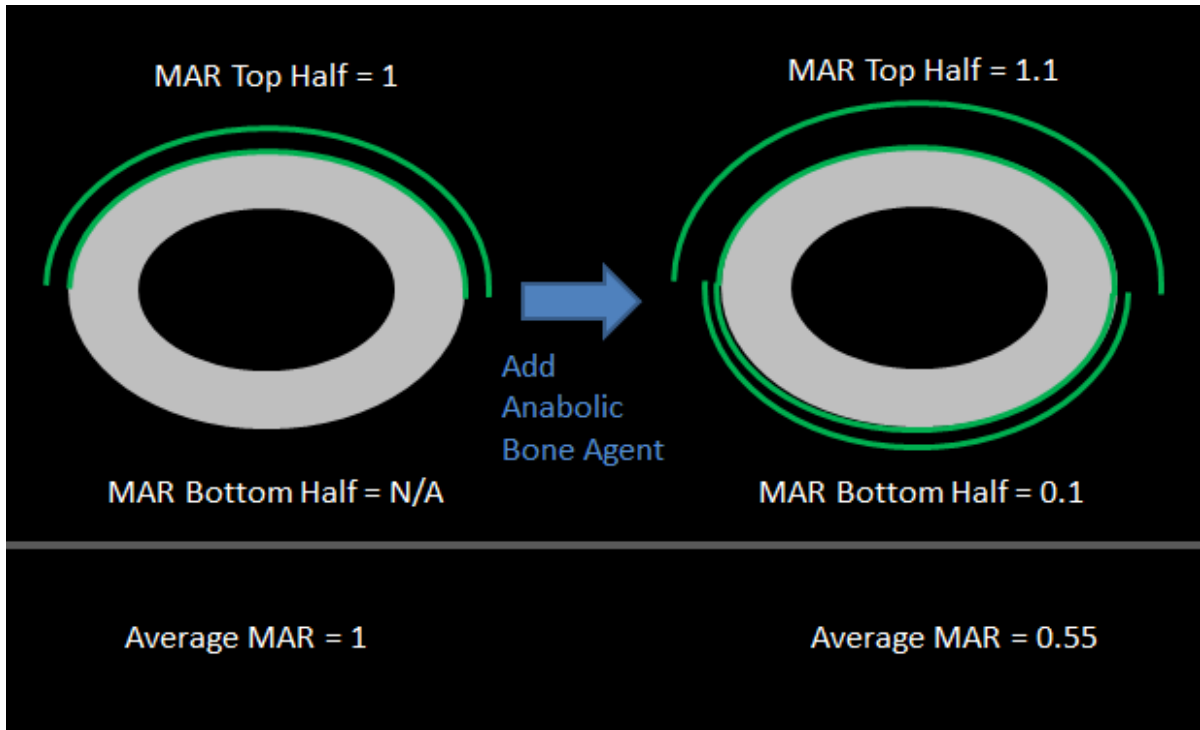 MAR Top Half = 1
MAR Top Half = 1.1
Add
Anabolic
Bone Agent
MAR Bottom Half = N/A
MAR Bottom Half = 0.1
Average MAR = 1
Average MAR = 0.55